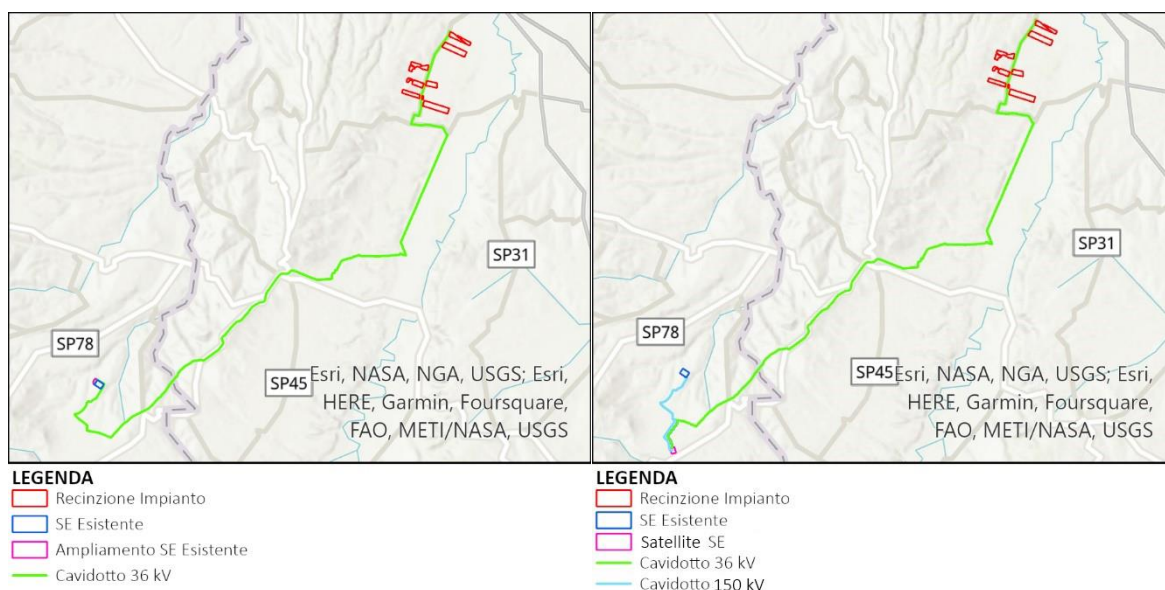 SP31
SP78
SP45
Esri, NASA, NGA, USGS; Esri,
HERE, Garmin, Foursquare,
FAO, METI/NASA, USGS
LEGENDA
Recinzione Impianto
SE Esistente
Ampliamento SE Esistente
Cavidotto 36 kV
SP31
SP78
SP45
Esri, NASA, NGA, USGS; Esri,
HERE, Garmin, Foursquare,
FAO, METI/NASA, USGS
LEGENDA
Recinzione Impianto
SE Esistente
Satellite SE
Cavidotto 36 kV
Cavidotto 150 kV